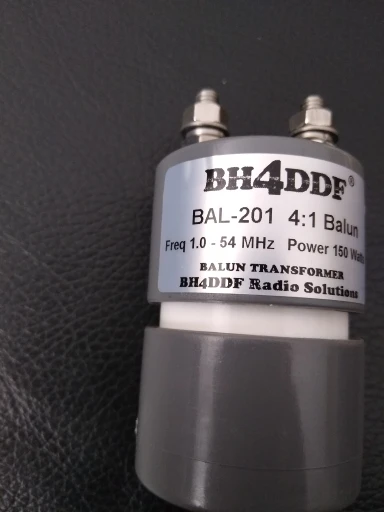 BH4DDF®
BAL-201 4:1 Balun
Freq 1.0 - 54 MHz Power 150 Watts
BALUN TRANSFORMER
BH4DDF Radio Solutions